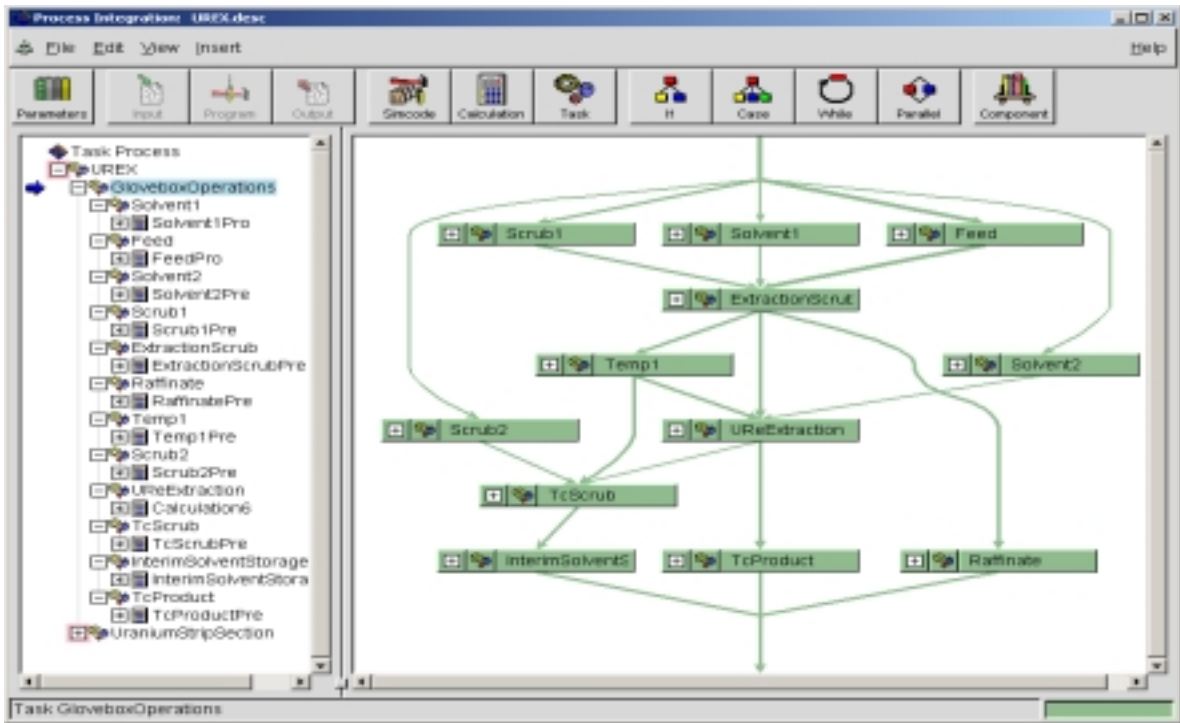 Process Integration: UREX.desc
File Edit View Insert Help
Parameters Input Program Output Simcode Calculation Task If Case While Parallel Component
Task Process
UREX
GloveboxOperations
Solvent1
Solvent1Pro
Feed
FeedPro
Solvent2
Solvent2Pre
Scrub1
Scrub1Pre
ExtractionScrub
ExtractionScrubPre
Raffinate
RaffinatePre
Temp1
Temp1Pre
Scrub2
Scrub2Pre
UReExtraction
Calculation6
TcScrub
TcScrubPre
InterimSolventStorage
InterimSolventStora
TcProduct
TcProductPre
UraniumStripSection
Scrub1 Solvent1 Feed
ExtractionScrut
Temp1 Solvent2
Scrub2 UReExtraction
TcScrub
InterimSolventS TcProduct Raffinate
Task GloveboxOperations